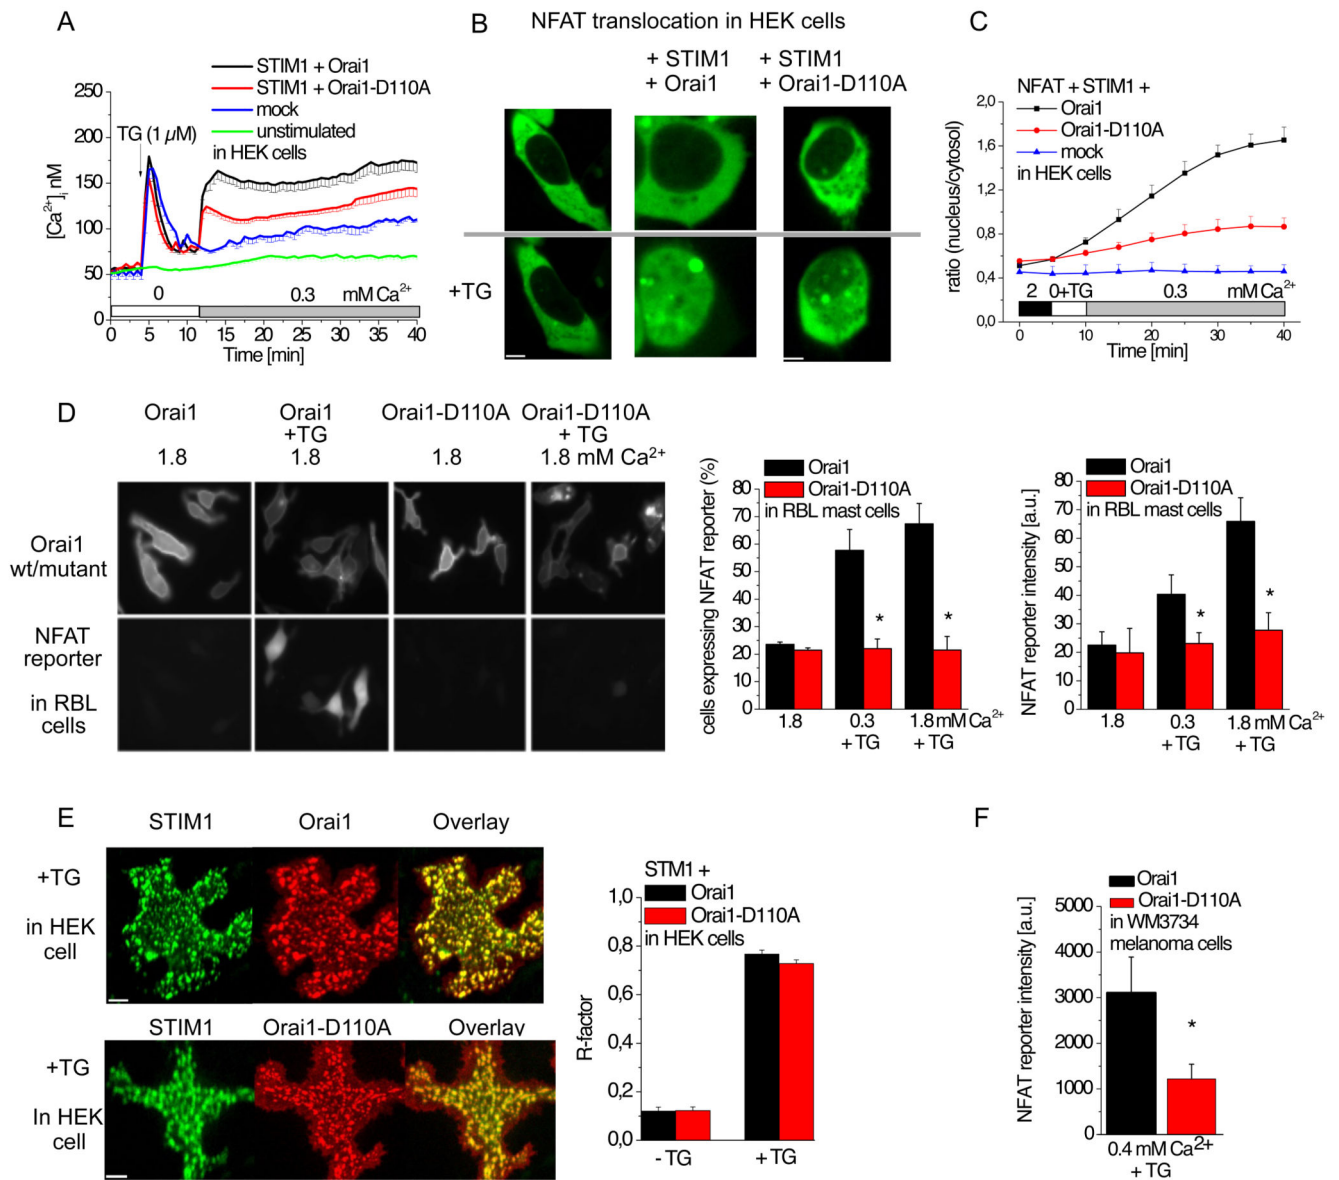 A
STIM1 + Orai1
STIM1 + Orai1-D110A
mock
unstimulated
in HEK cells
TG (1 µM)
[Ca²⁺]ᵢ nM
250
200
150
100
50
0
0
0.3
mM Ca²⁺
0 5 10 15 20 25 30 35 40
Time [min]
B
NFAT translocation in HEK cells
+ STIM1
+ Orai1
+ STIM1
+ Orai1-D110A
+TG
C
NFAT + STIM1 +
Orai1
Orai1-D110A
mock
in HEK cells
ratio (nucleus/cytosol)
2,0
1,6
1,2
0,8
0,4
0,0
2 0+TG 0.3 mM Ca²⁺
0 10 20 30 40
Time [min]
D
Orai1
1.8
Orai1
+TG
1.8
Orai1-D110A
1.8
Orai1-D110A
+ TG
1.8 mM Ca²⁺
Orai1
wt/mutant
NFAT
reporter
in RBL
cells
Orai1
Orai1-D110A
in RBL mast cells
cells expressing NFAT reporter (%)
80
70
60
50
40
30
20
10
0
1.8
0.3
+ TG
1.8 mM Ca²⁺
+ TG
Orai1
Orai1-D110A
in RBL mast cells
NFAT reporter intensity [a.u.]
80
70
60
50
40
30
20
10
0
1.8
0.3
+ TG
1.8 mM Ca²⁺
+ TG
* *
* *
E
STIM1
Orai1
Overlay
+TG
in HEK
cell
STIM1
Orai1-D110A
Overlay
+TG
In HEK
cell
STM1 +
Orai1
Orai1-D110A
in HEK cells
R-factor
1,0
0,8
0,6
0,4
0,2
0,0
- TG
+ TG
F
Orai1
Orai1-D110A
in WM3734
melanoma cells
NFAT reporter intensity [a.u.]
5000
4000
3000
2000
1000
0
*
0.4 mM Ca²⁺
+ TG